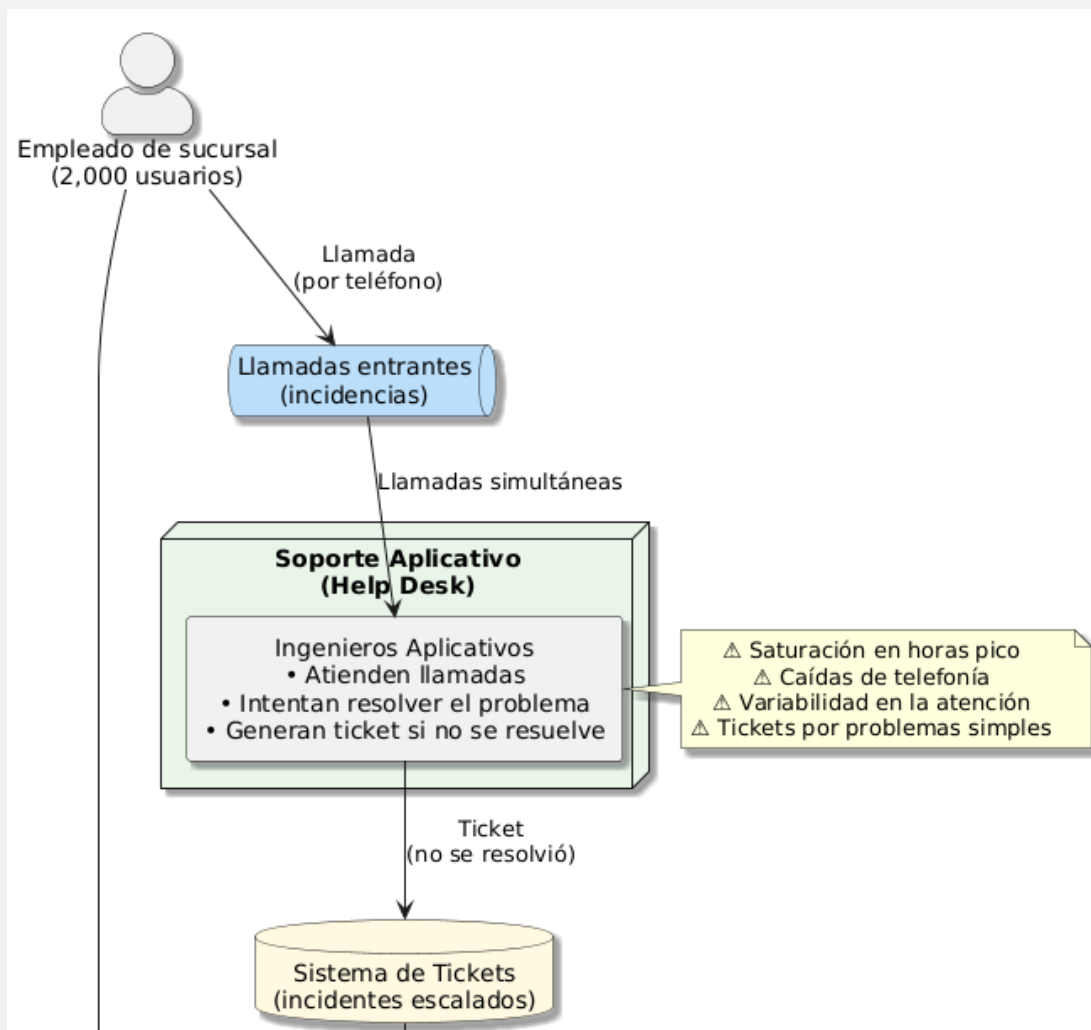 Empleado de sucursal
(2,000 usuarios)
Llamada
(por teléfono)
Llamadas entrantes
(incidencias)
Llamadas simultáneas
Soporte Aplicativo
(Help Desk)
Ingenieros Aplicativos
• Atienden llamadas
• Intentan resolver el problema
• Generan ticket si no se resuelve
⚠ Saturación en horas pico
⚠ Caídas de telefonía
⚠ Variabilidad en la atención
⚠ Tickets por problemas simples
Ticket
(no se resolvió)
Sistema de Tickets
(incidentes escalados)